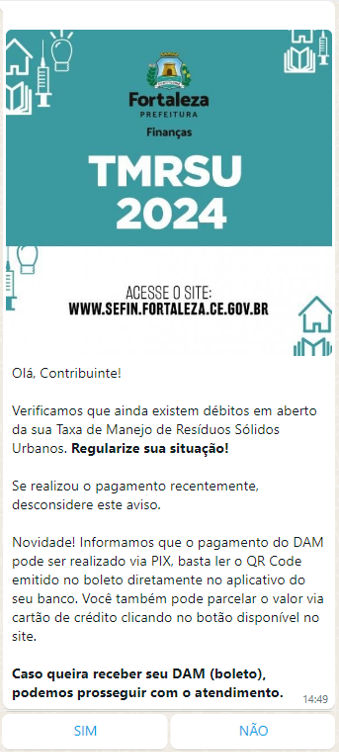 Fortaleza
PREFEITURA
Finanças
TMRSU
2024
ACESSE O SITE:
WWW.SEFIN.FORTALEZA.CE.GOV.BR
Olá, Contribuinte!
Verificamos que ainda existem débitos em aberto
da sua Taxa de Manejo de Resíduos Sólidos
Urbanos. Regularize sua situação!
Se realizou o pagamento recentemente,
desconsidere este aviso.
Novidade! Informamos que o pagamento do DAM
pode ser realizado via PIX, basta ler o QR Code
emitido no boleto diretamente no aplicativo do
seu banco. Você também pode parcelar o valor via
cartão de crédito clicando no botão disponível no
site.
Caso queira receber seu DAM (boleto),
podemos prosseguir com o atendimento.
14:49
SIM
NÃO